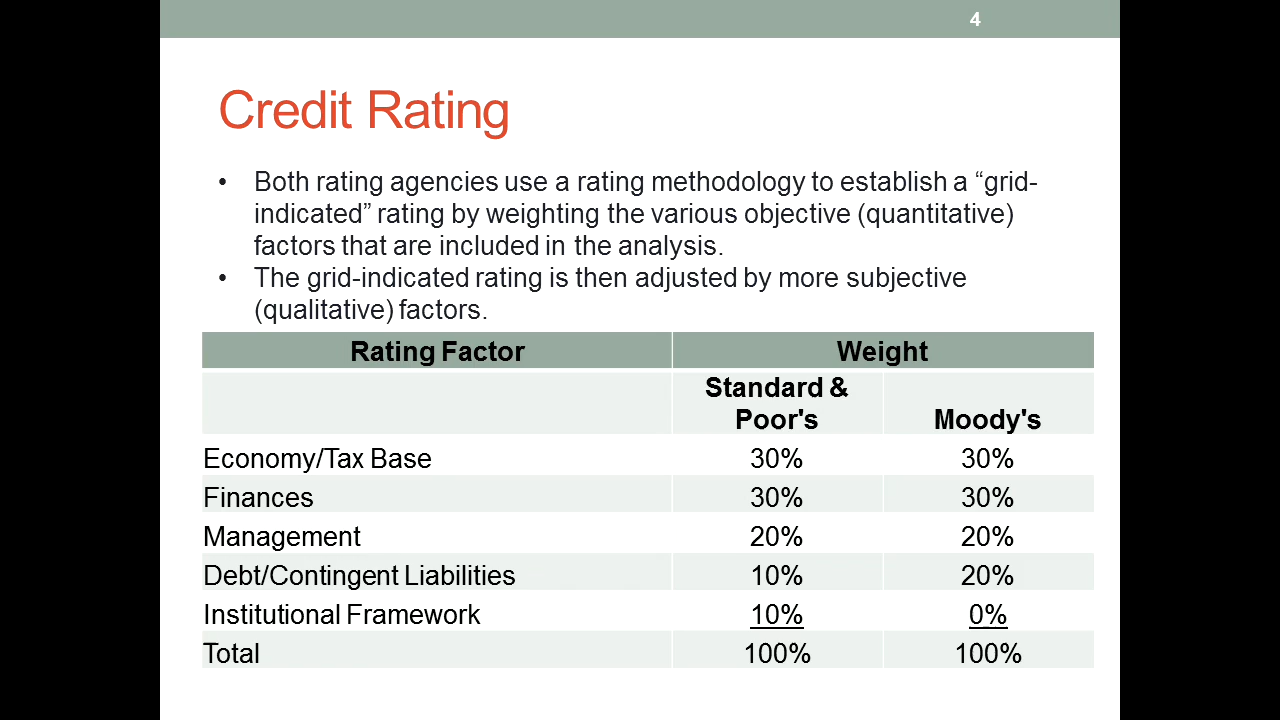 4
Credit Rating
• Both rating agencies use a rating methodology to establish a “grid-
indicated” rating by weighting the various objective (quantitative)
factors that are included in the analysis.
• The grid-indicated rating is then adjusted by more subjective
(qualitative) factors.
Rating Factor Weight
Standard &
Poor's Moody's
Economy/Tax Base 30% 30%
Finances 30% 30%
Management 20% 20%
Debt/Contingent Liabilities 10% 20%
Institutional Framework 10% 0%
Total 100% 100%